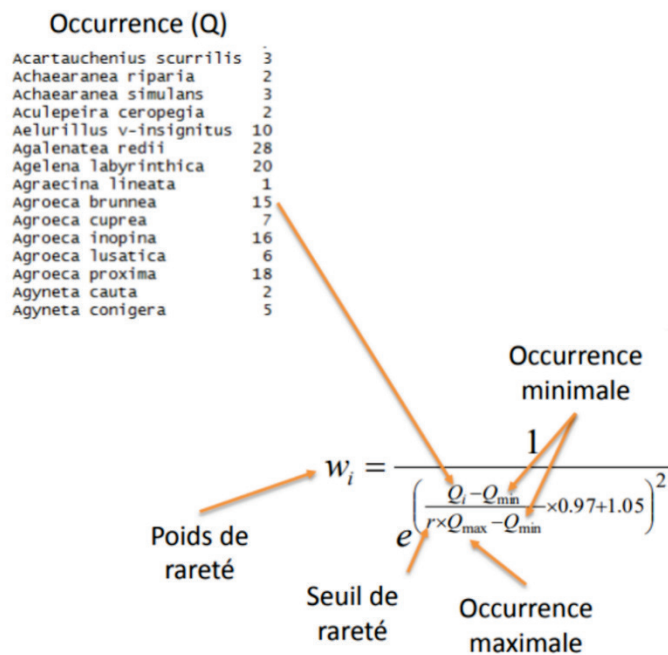 Occurrence (Q)
Acartauchenius scurrilis 3
Achaearanea riparia 2
Achaearanea simulans 3
Aculepeira ceropegia 2
Aelurillus v-insignitus 10
Agalenatea redii 28
Agelena labyrinthica 20
Agraecina lineata 1
Agroeca brunnea 15
Agroeca cuprea 7
Agroeca inopina 16
Agroeca lusatica 6
Agroeca proxima 18
Agyneta cauta 2
Agyneta conigera 5
Occurrence
minimale
w_i = 1 / e^((Q_i − Q_min)/(r×Q_max − Q_min) ×0.97+1.05)^2
Poids de
rareté
Seuil de
rareté
Occurrence
maximale